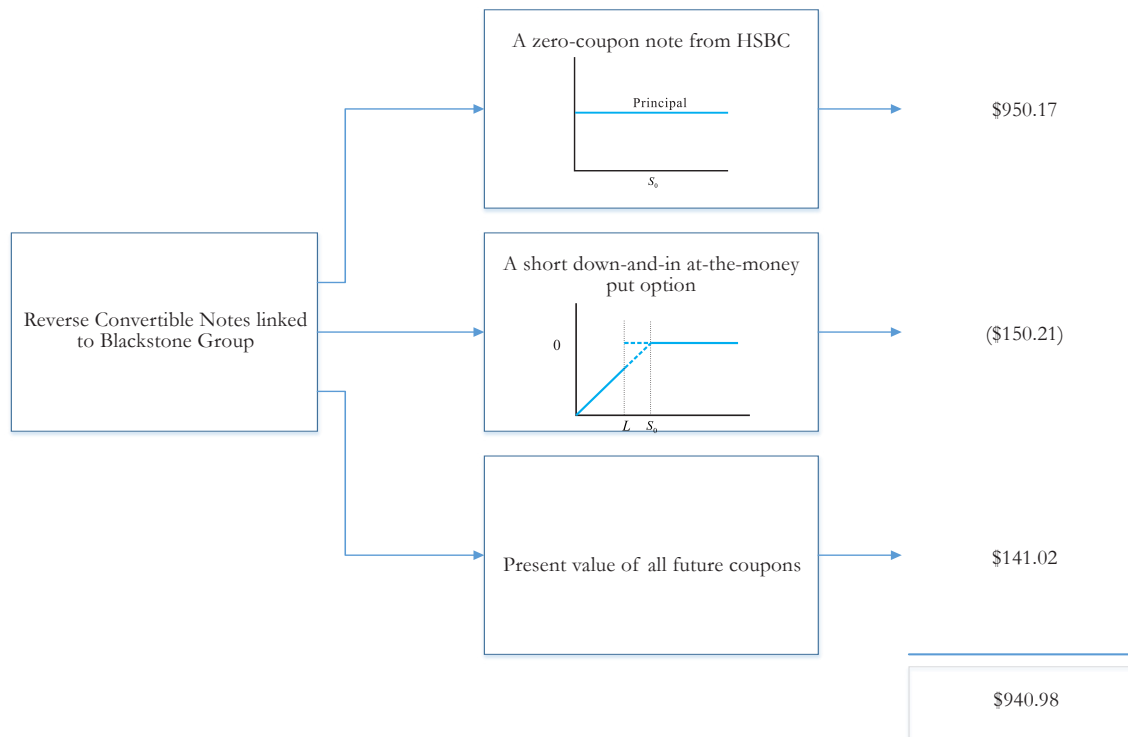 A zero-coupon note from HSBC
Principal
S₀
$950.17
Reverse Convertible Notes linked
to Blackstone Group
A short down-and-in at-the-money
put option
0
L S₀
($150.21)
Present value of all future coupons
$141.02
$940.98